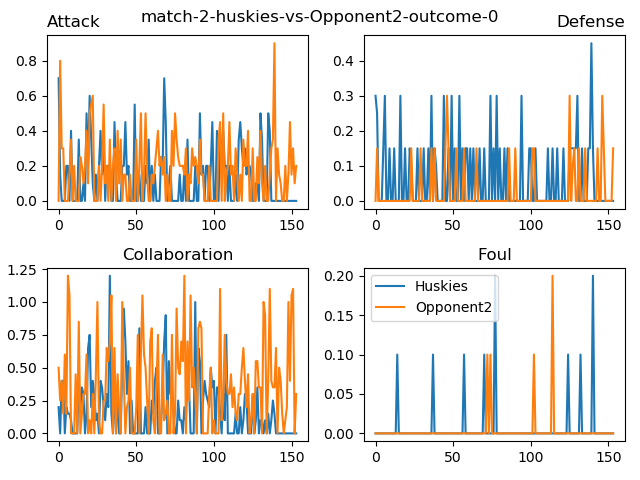 match-2-huskies-vs-Opponent2-outcome-0
Attack
Defense
0.8
0.6
0.4
0.2
0.0
0 50 100 150
0.4
0.3
0.2
0.1
0.0
0 50 100 150
Collaboration
Foul
1.25
1.00
0.75
0.50
0.25
0.00
0 50 100 150
0.20
0.15
0.10
0.05
0.00
0 50 100 150
Huskies
Opponent2